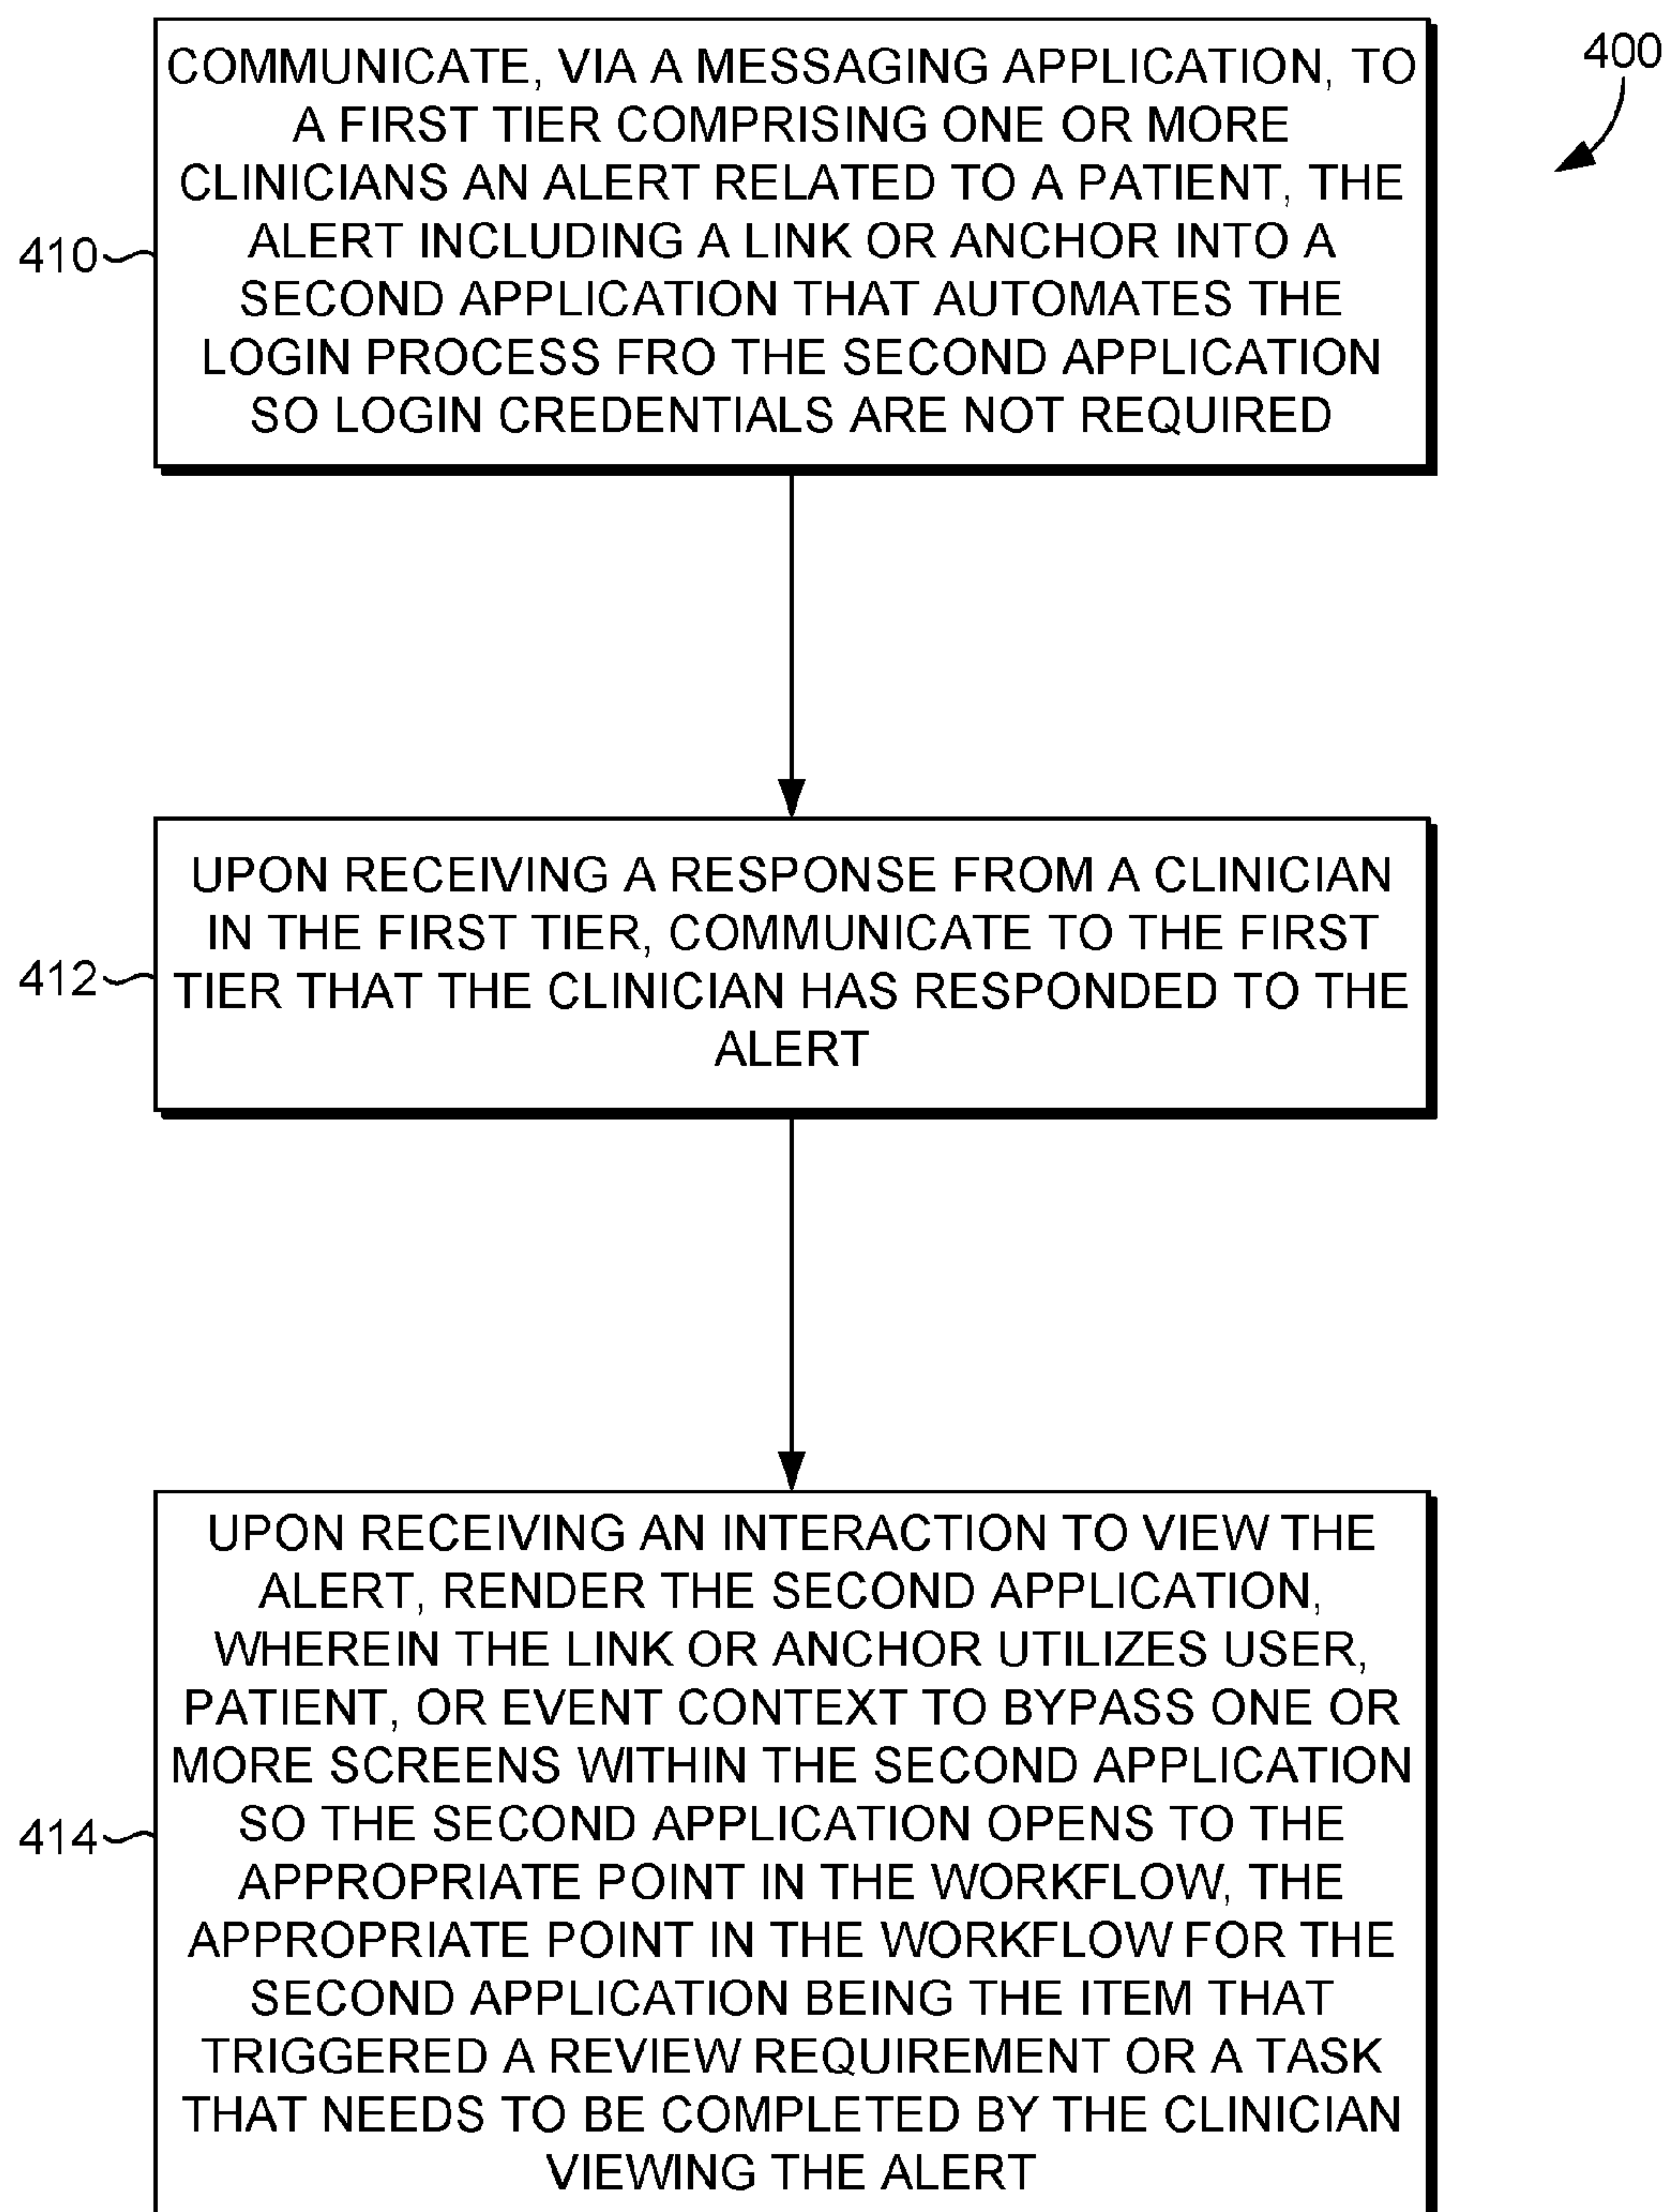 400
COMMUNICATE, VIA A MESSAGING APPLICATION, TO
A FIRST TIER COMPRISING ONE OR MORE
CLINICIANS AN ALERT RELATED TO A PATIENT, THE
ALERT INCLUDING A LINK OR ANCHOR INTO A
SECOND APPLICATION THAT AUTOMATES THE
LOGIN PROCESS FRO THE SECOND APPLICATION
SO LOGIN CREDENTIALS ARE NOT REQUIRED
410
UPON RECEIVING A RESPONSE FROM A CLINICIAN
IN THE FIRST TIER, COMMUNICATE TO THE FIRST
TIER THAT THE CLINICIAN HAS RESPONDED TO THE
ALERT
412
UPON RECEIVING AN INTERACTION TO VIEW THE
ALERT, RENDER THE SECOND APPLICATION,
WHEREIN THE LINK OR ANCHOR UTILIZES USER,
PATIENT, OR EVENT CONTEXT TO BYPASS ONE OR
MORE SCREENS WITHIN THE SECOND APPLICATION
SO THE SECOND APPLICATION OPENS TO THE
APPROPRIATE POINT IN THE WORKFLOW, THE
APPROPRIATE POINT IN THE WORKFLOW FOR THE
SECOND APPLICATION BEING THE ITEM THAT
TRIGGERED A REVIEW REQUIREMENT OR A TASK
THAT NEEDS TO BE COMPLETED BY THE CLINICIAN
VIEWING THE ALERT
414